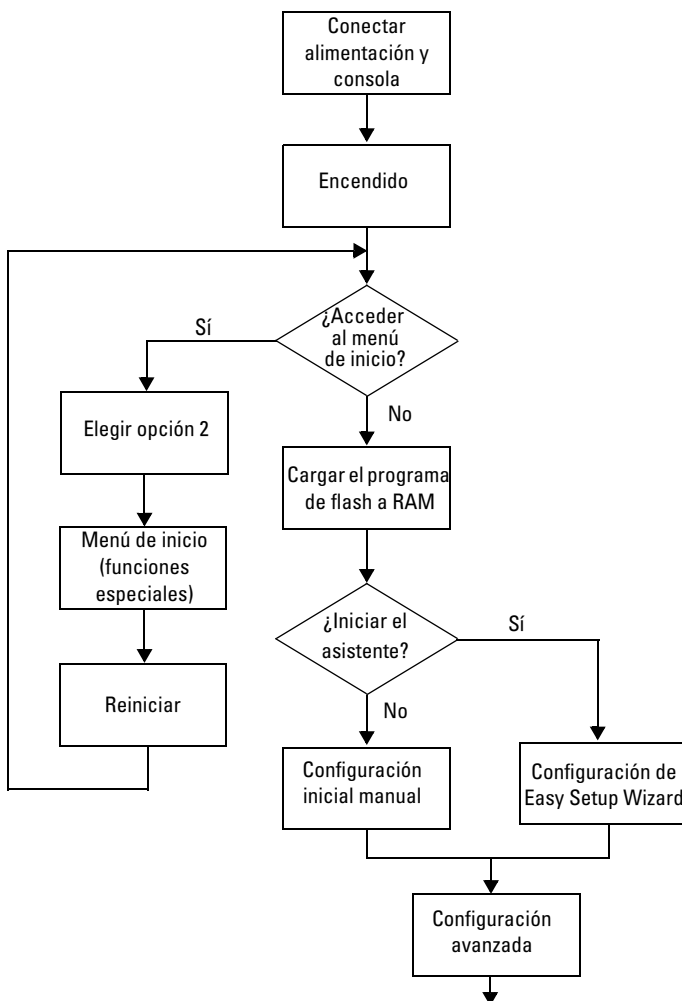 Conectar
alimentación y
consola
Encendido
¿Acceder
al menú
de inicio?
Sí
No
Elegir opción 2
Cargar el programa
de flash a RAM
Menú de inicio
(funciones
especiales)
¿Iniciar el
asistente?
Sí
No
Reiniciar
Configuración
inicial manual
Configuración de
Easy Setup Wizard
Configuración
avanzada